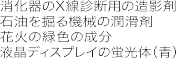 消化器のX線診断用の造影剤
石油を掘る機械の潤滑剤
花火の緑色の成分
液晶ディスプレイの蛍光体(青)